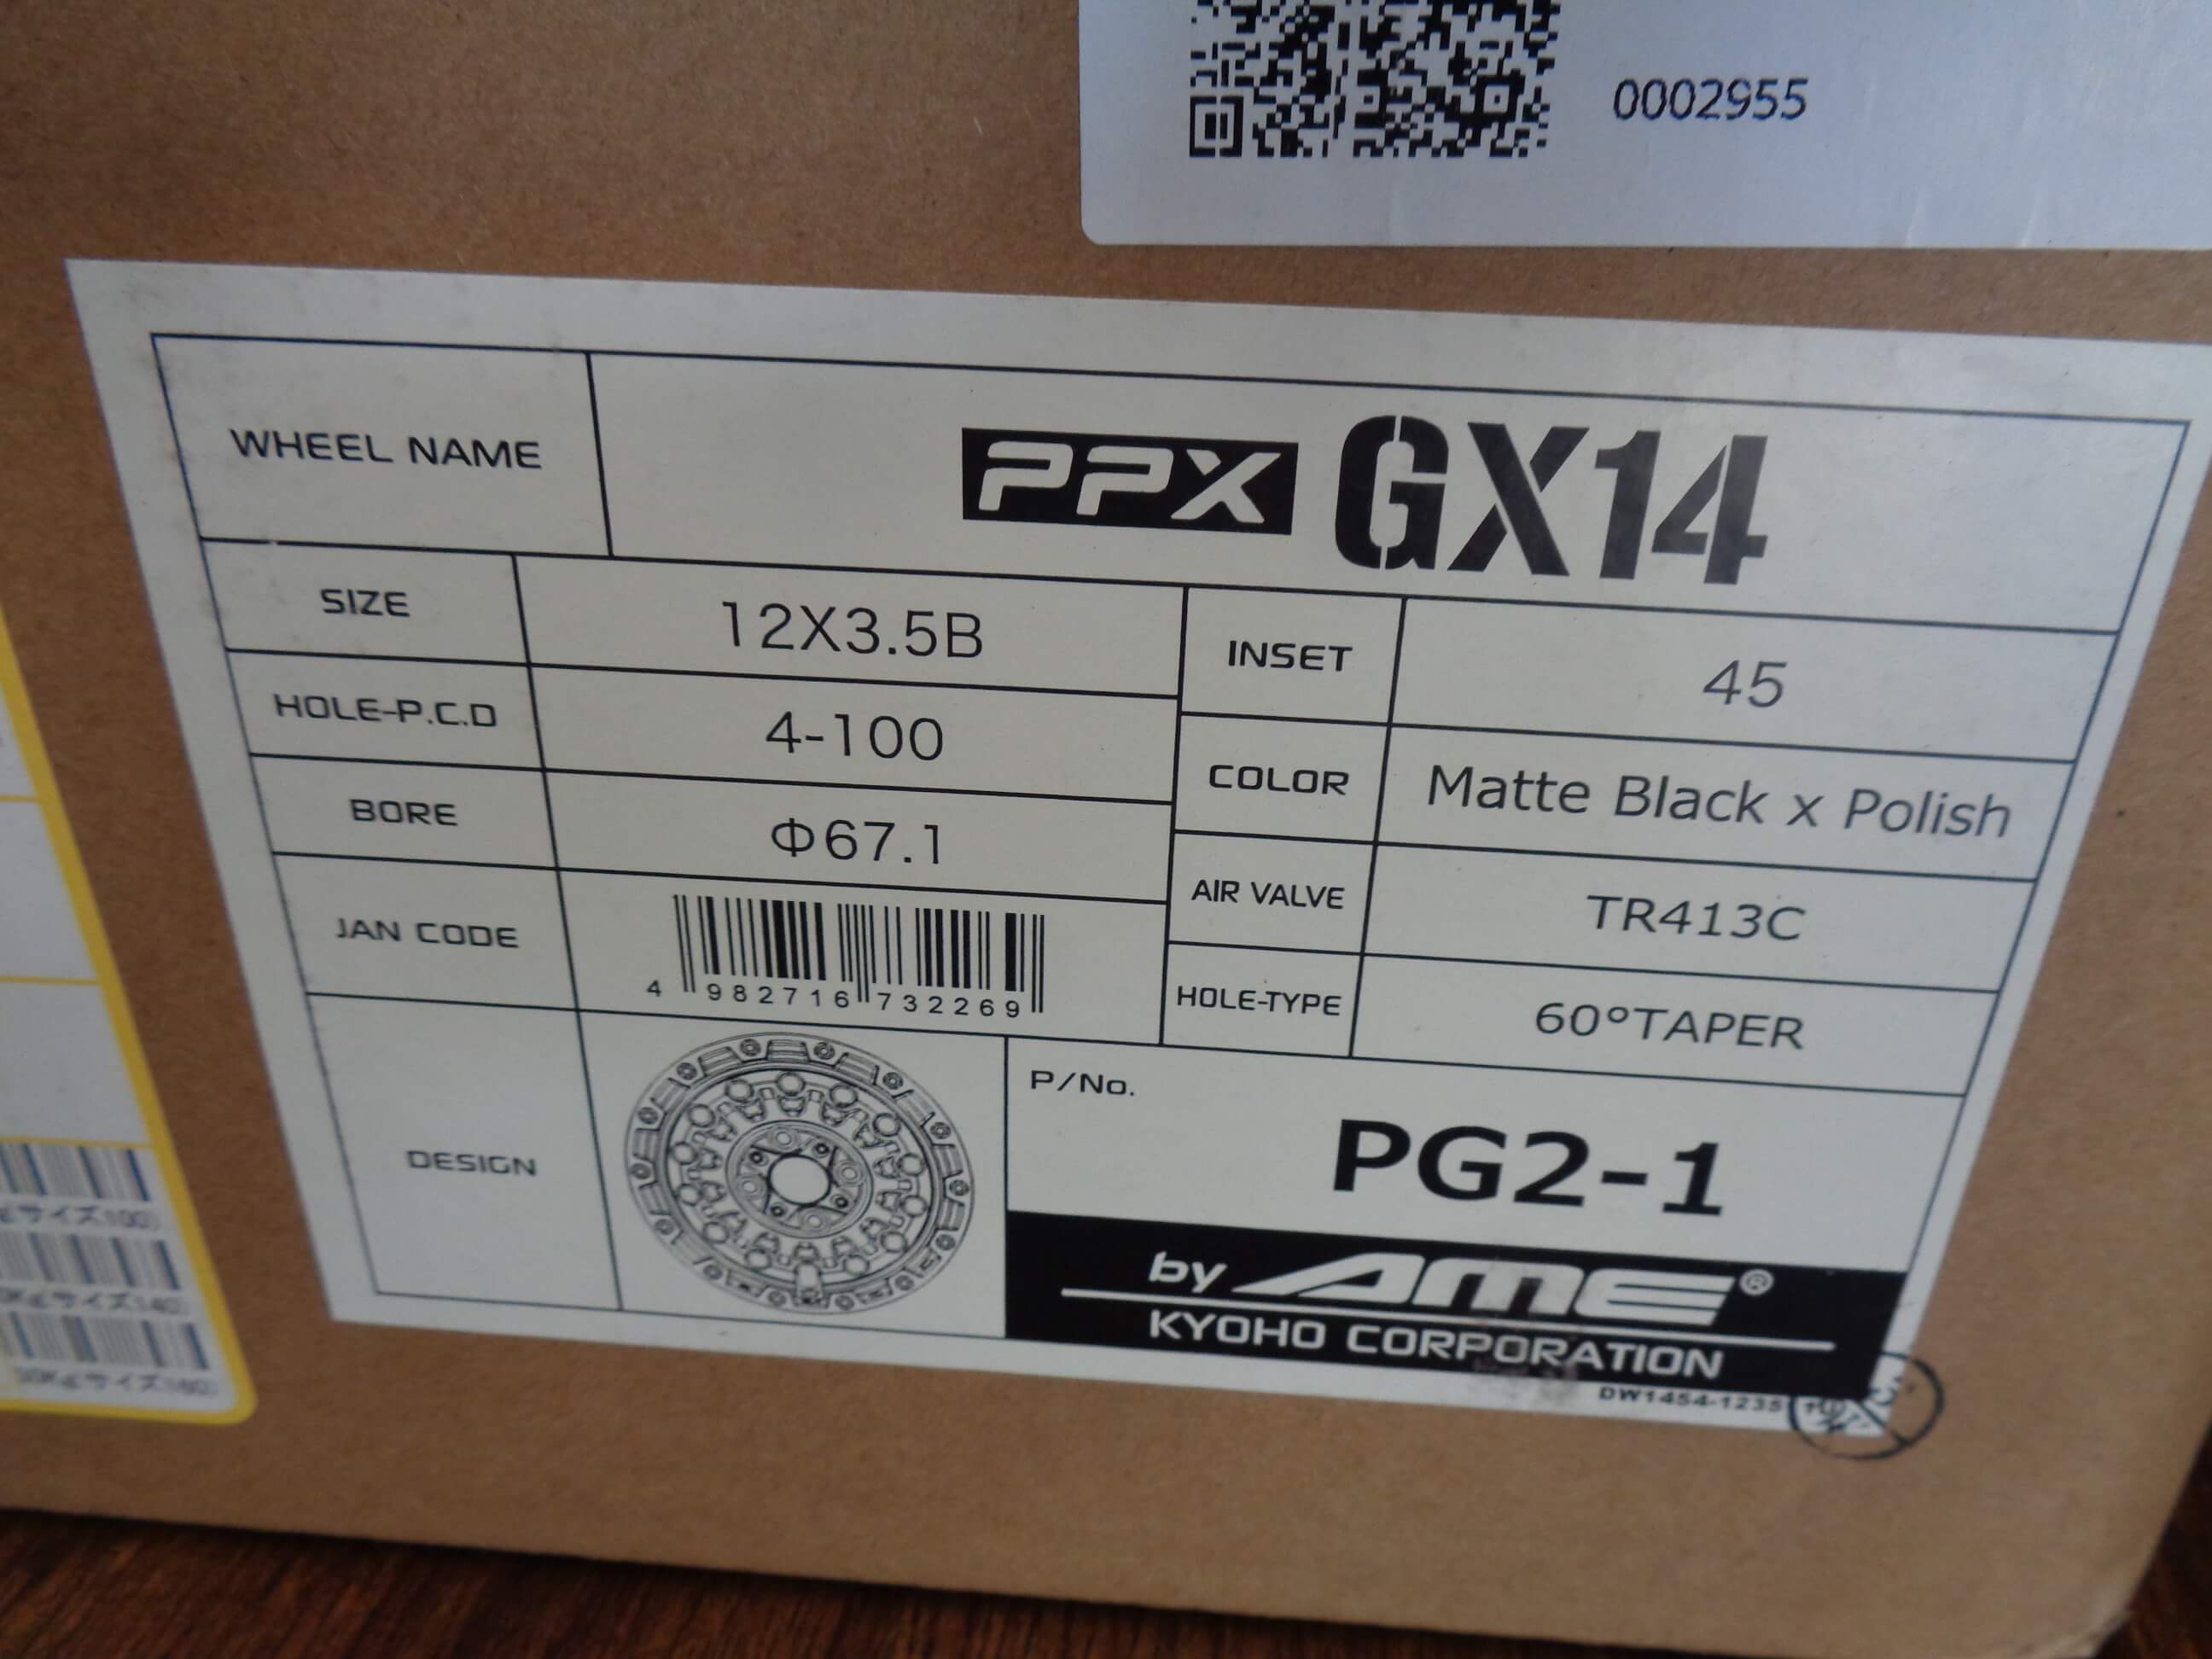 0002955
WHEEL NAME
PPX GX14
SIZE
12X3.5B
INSET
45
HOLE-P.C.D
4-100
COLOR
Matte Black x Polish
BORE
Φ67.1
AIR VALVE
TR413C
JAN CODE
4 982716 732269
HOLE-TYPE
60°TAPER
DESIGN
P/No.
PG2-1
by AME®
KYOHO CORPORATION